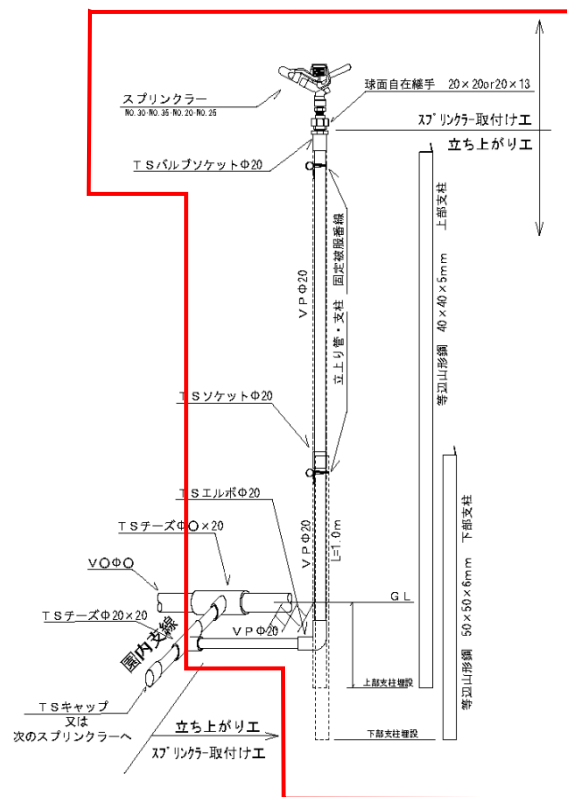 スプリンクラー
NO.30-NO.35-NO.20-NO.25
球面自在継手 20×20or20×13
スプリンクラー取付け工
立ち上がり工
TSバルブソケットΦ20
上部支柱
固定被服番線
立上り管・支柱
VPΦ20
等辺山形鋼 40×40×5mm
TSソケットΦ20
TSエルボΦ20
下部支柱
TSチーズΦ〇×20
VPΦ20
L=1.0m
V〇Φ〇
GL
等辺山形鋼 50×50×6mm
TSチーズΦ20×20
VPΦ20
園内支線
上部支柱埋設
TSキャップ
又は
次のスプリンクラーへ
立ち上がり工
スプリンクラー取付け工
下部支柱埋設